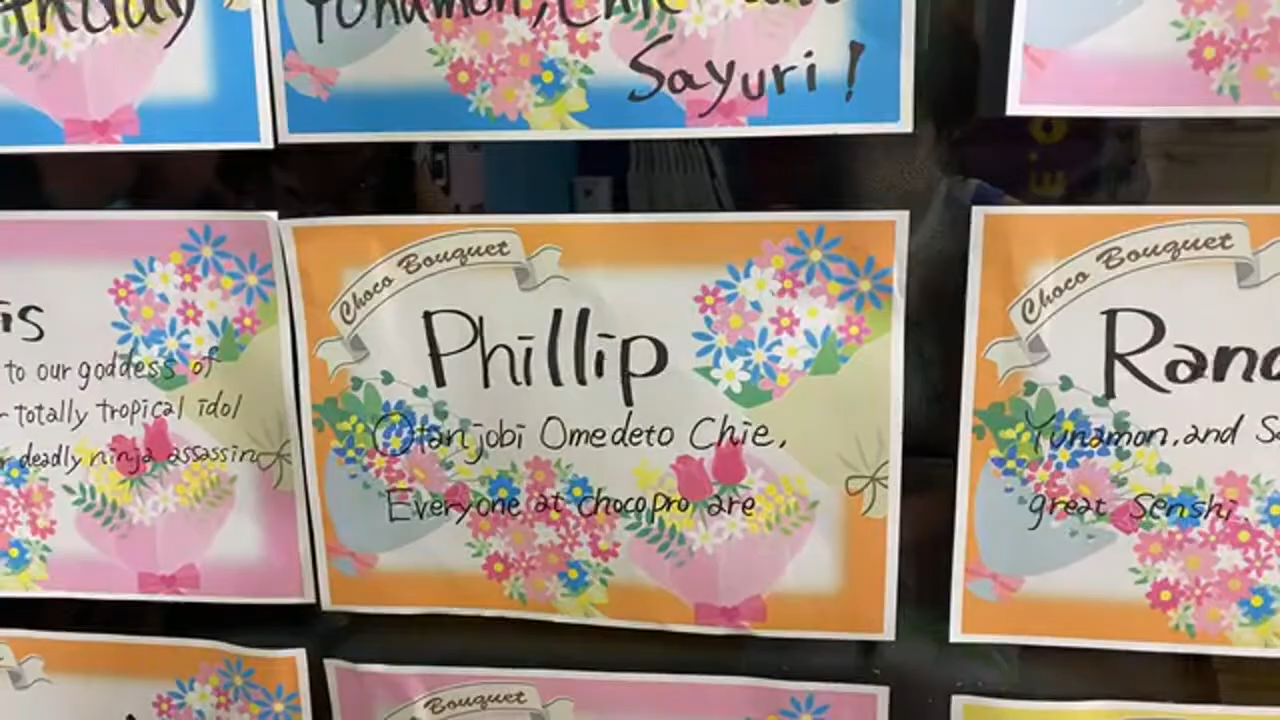 Sayuri!
is
to our goddess of
totally tropical idol
deadly ninja assassin
Choco Bouquet
Phillip
Otanjobi Omedeto Chie,
Everyone at chocopro are
Choco Bouquet
Yunamon, and
great Senshi.
Bouquet